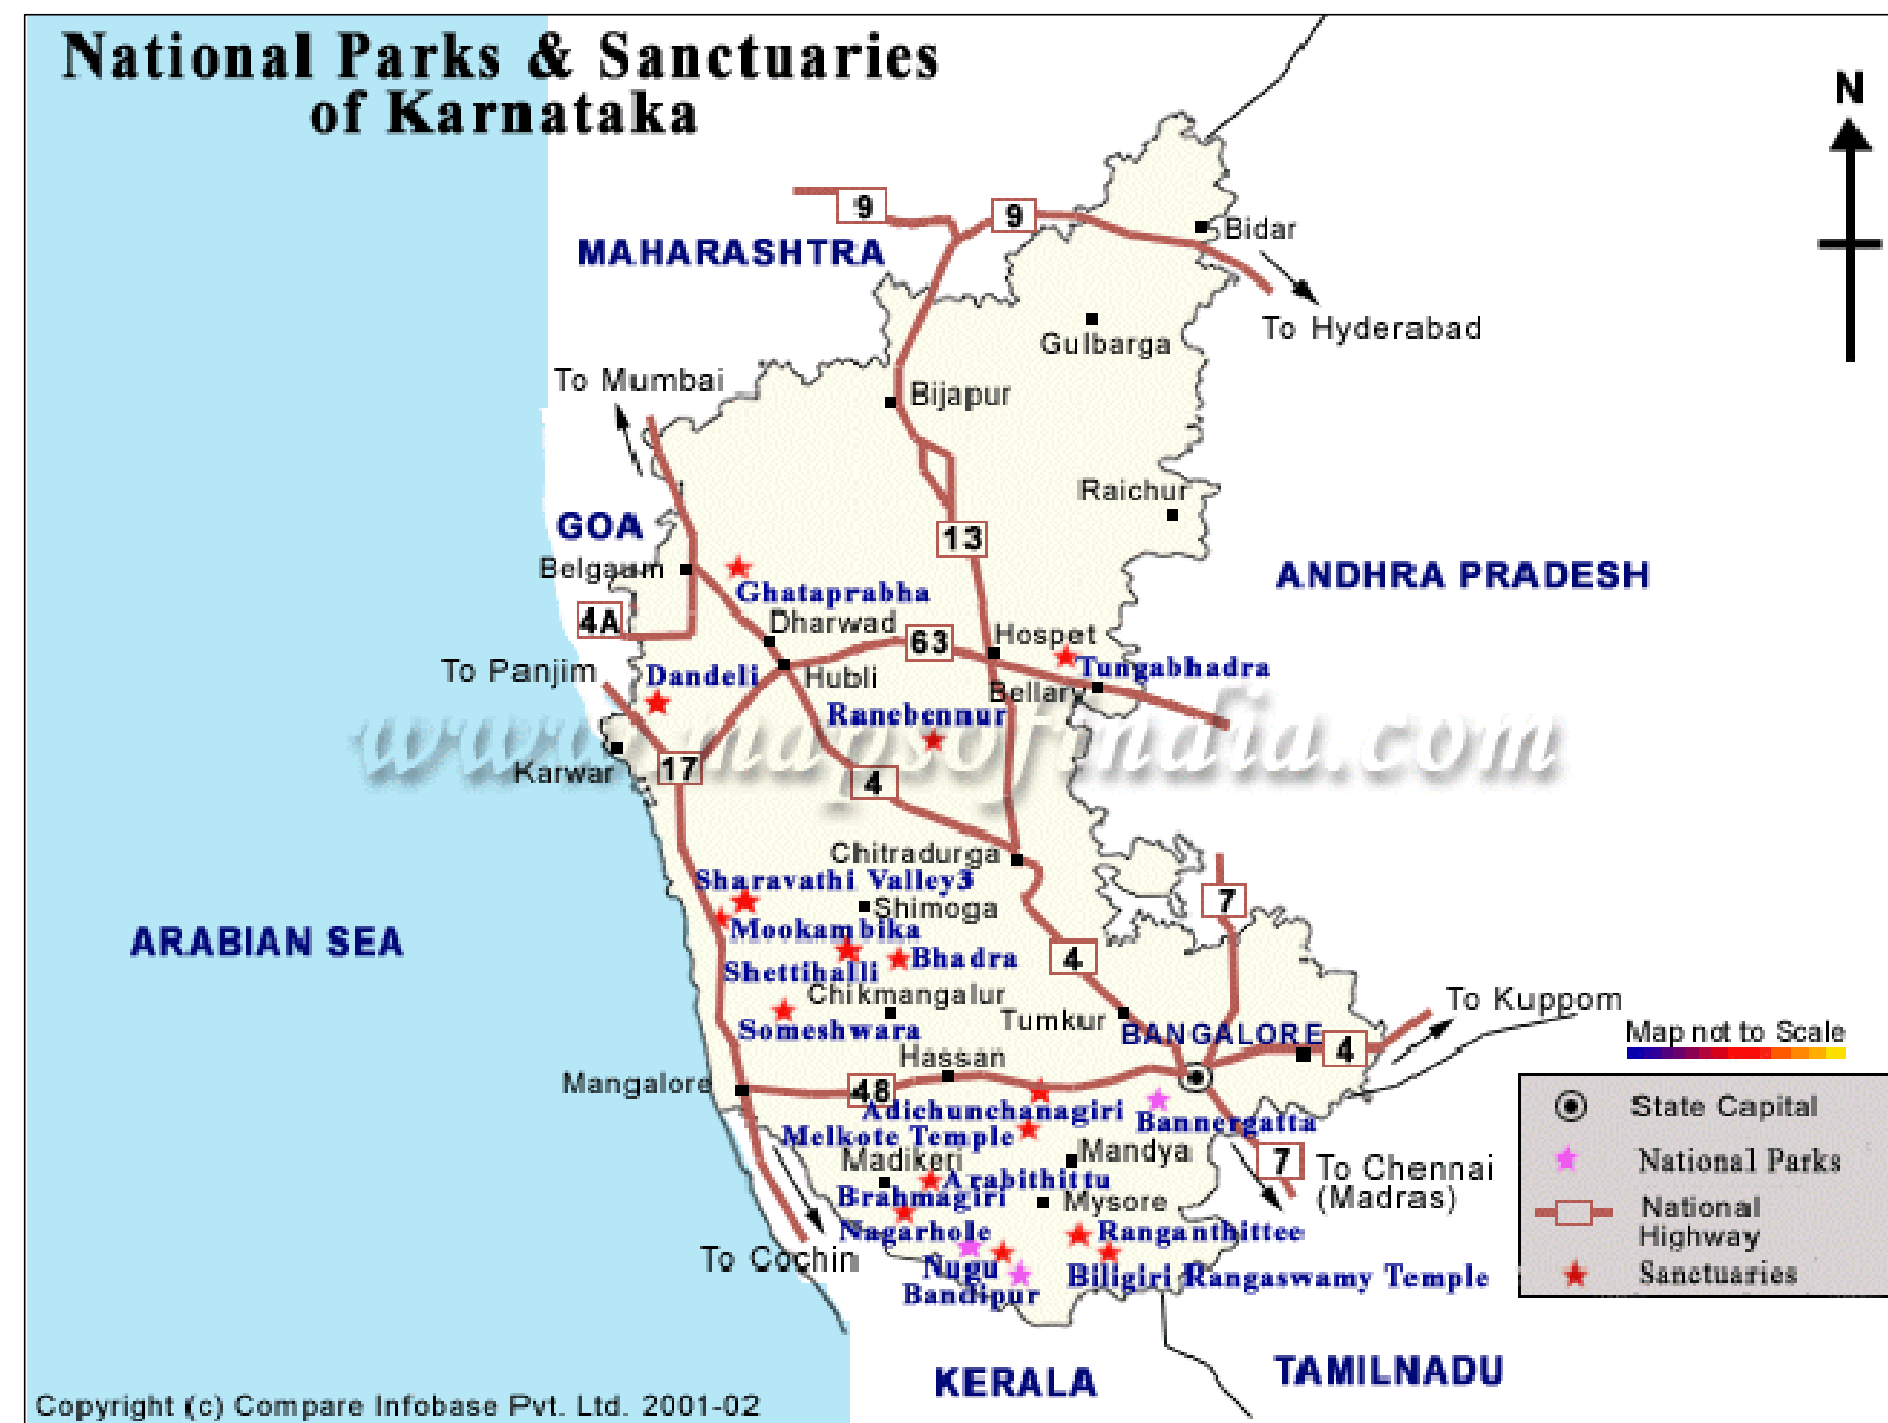 National Parks & Sanctuaries
of Karnataka
N
9
9
MAHARASHTRA
Bidar
To Hyderabad
Gulbarga
To Mumbai
Bijapur
Raichur
GOA
13
Belgaum
ANDHRA PRADESH
Ghataprabha
4A
Dharwad
63
Hospet
To Panjim
Dandeli
Hubli
Tungabhadra
Bellary
Ranebennur
www.mapsofindia.com
Karwar
17
4
Chitradurga
Sharavathi Valley3
7
Shimoga
Mookambika
ARABIAN SEA
Bhadra
4
Shettihalli
Chikmangalur
To Kuppom
Tumkur
BANGALORE
Someshwara
Map not to Scale
Hassan
4
Mangalore
48
Adichunchanagiri
State Capital
Bannergatta
Melkote Temple
Mandya
Madikeri
7
To Chennai
(Madras)
National Parks
Arabithittu
Brahmagiri
Mysore
National
Highway
Nagarhole
Ranganthittee
To Cochin
Nugu
Biligiri Rangaswamy Temple
Sanctuaries
Bandipur
KERALA
TAMILNADU
Copyright (c) Compare Infobase Pvt. Ltd. 2001-02